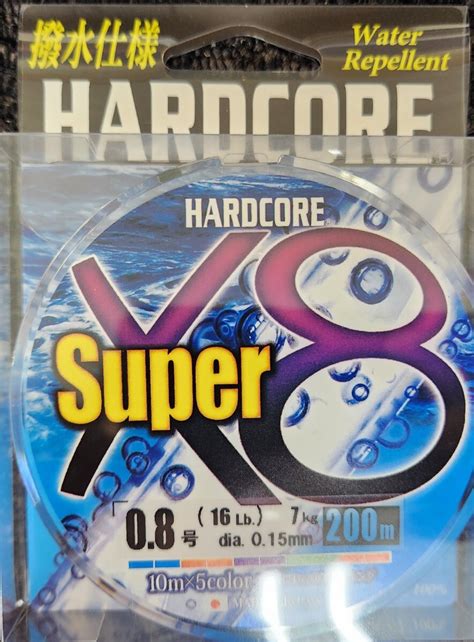 撥水仕様
Water
Repellent
HARDCORE
HARDCORE®
X8
Super
0.8号 (16 Lb.) 7kg 200m
dia. 0.15mm
10m×5color